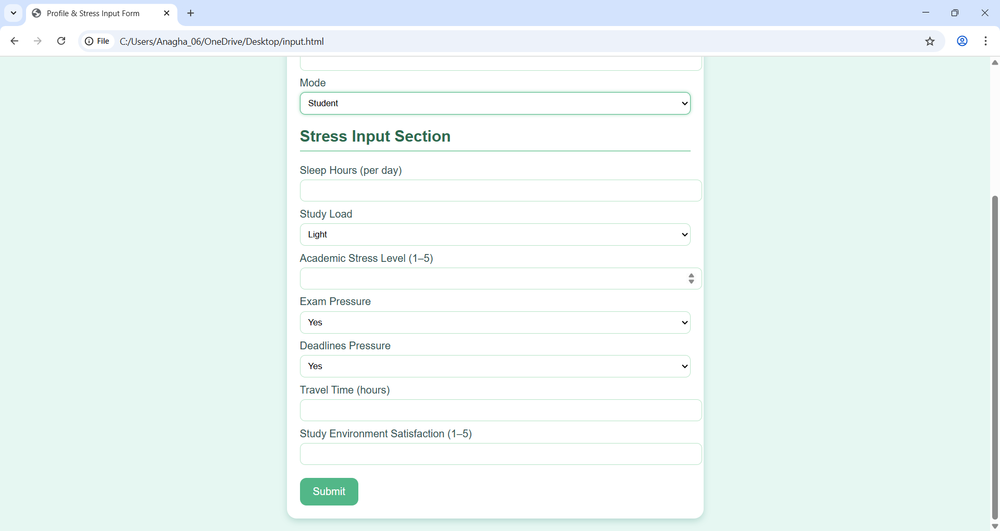 Profile & Stress Input Form
File C:/Users/Anagha_06/OneDrive/Desktop/input.html
Mode
Student
Stress Input Section
Sleep Hours (per day)
Study Load
Light
Academic Stress Level (1–5)
Exam Pressure
Yes
Deadlines Pressure
Yes
Travel Time (hours)
Study Environment Satisfaction (1–5)
Submit